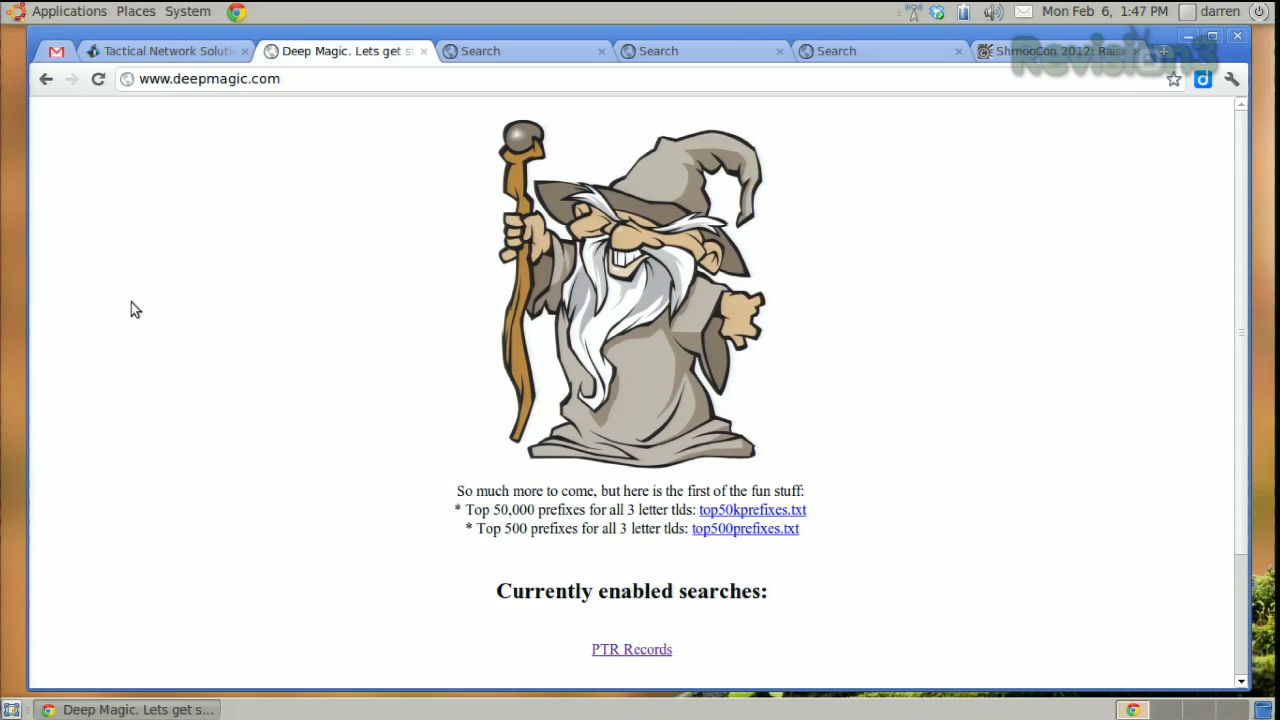 Applications Places System
Mon Feb 6, 1:47 PM darren
Tactical Network Soluti
Deep Magic. Lets get s
Search
Search
Search
ShmooCon 2012: Rais
Revision3
www.deepmagic.com
So much more to come, but here is the first of the fun stuff:
* Top 50,000 prefixes for all 3 letter tlds: top50kprefixes.txt
* Top 500 prefixes for all 3 letter tlds: top500prefixes.txt
Currently enabled searches:
PTR Records
Deep Magic. Lets get s...